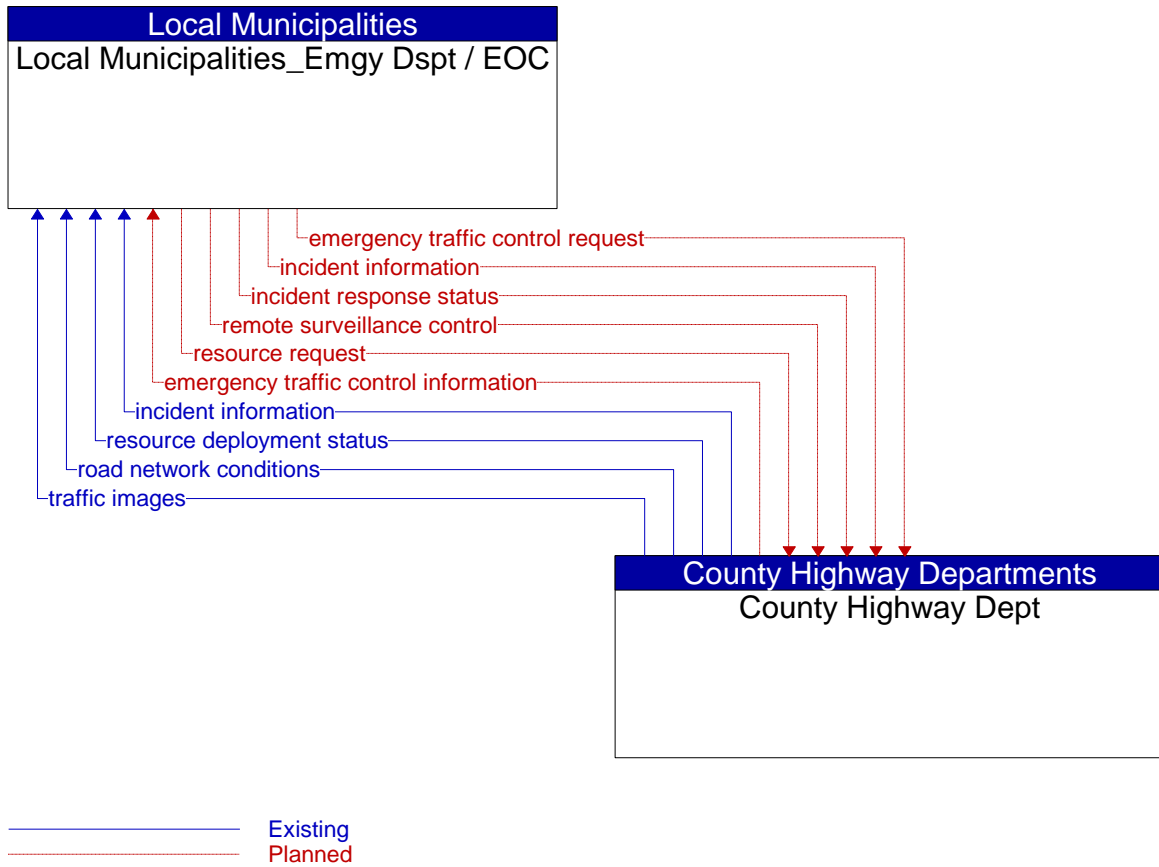 Local Municipalities
Local Municipalities_Emgy Dspt / EOC
emergency traffic control request
incident information
incident response status
remote surveillance control
resource request
emergency traffic control information
incident information
resource deployment status
road network conditions
traffic images
County Highway Departments
County Highway Dept
Existing
Planned